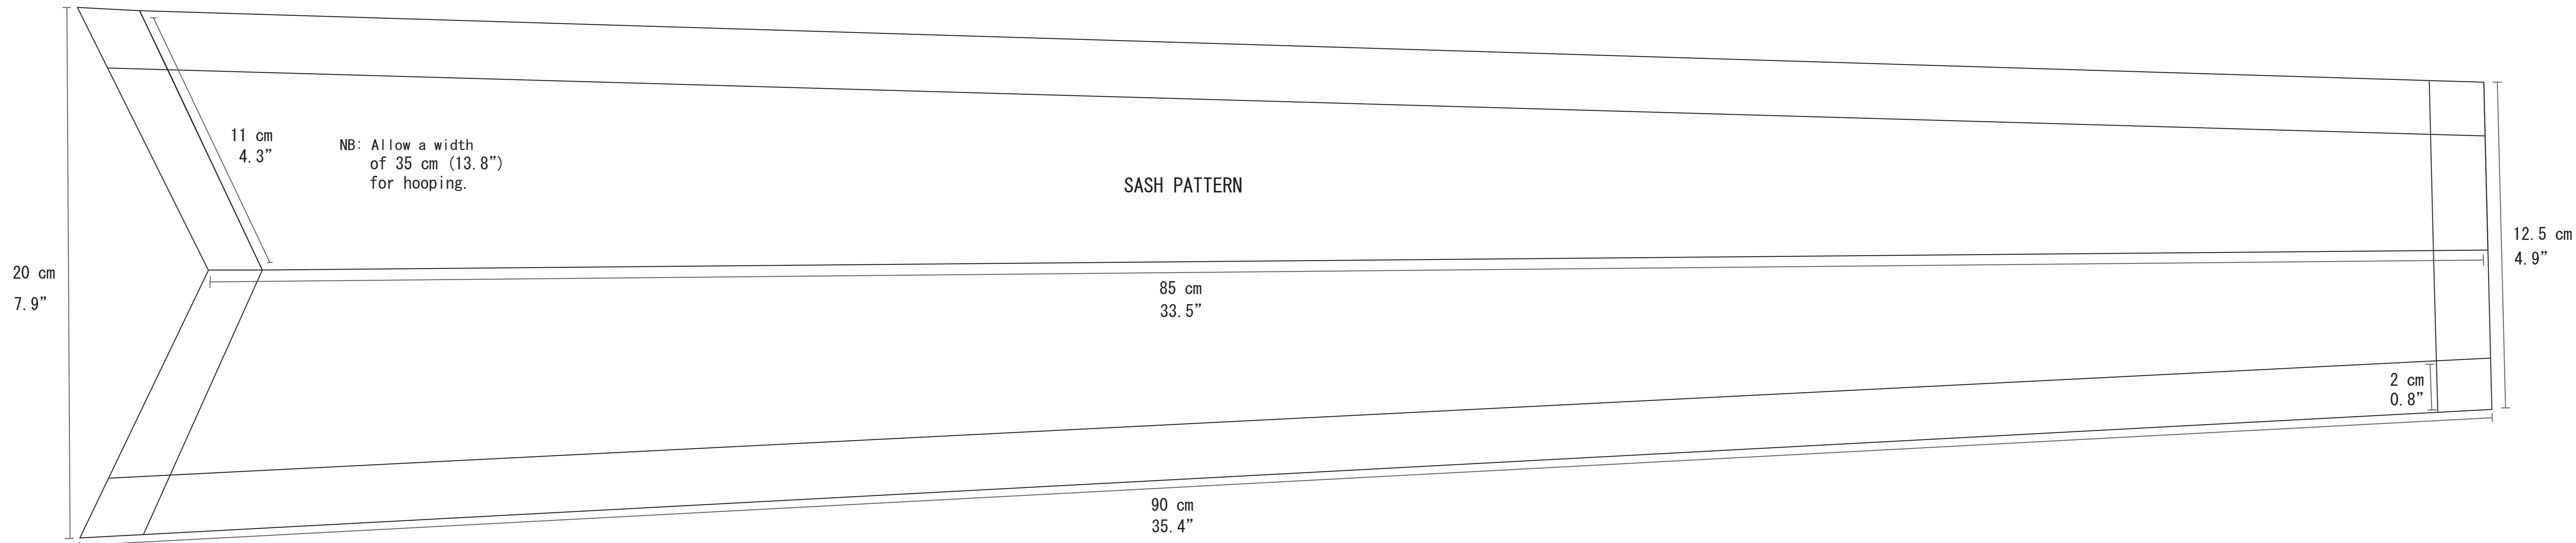 11 cm
4.3”
NB: Allow a width
of 35 cm (13.8”)
for hooping.
SASH PATTERN
12.5 cm
4.9”
20 cm
7.9”
85 cm
33.5”
2 cm
0.8”
90 cm
35.4”